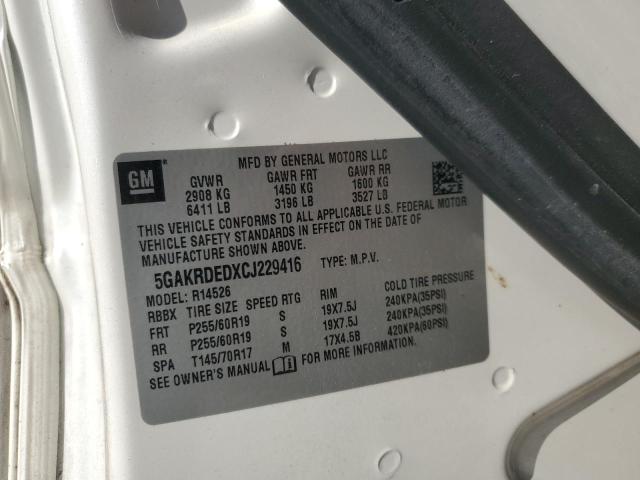 GM
MFD BY GENERAL MOTORS LLC
GVWR GAWR FRT GAWR RR
2908 KG 1450 KG 1600 KG
6411 LB 3196 LB 3527 LB
THIS VEHICLE CONFORMS TO ALL APPLICABLE U.S. FEDERAL MOTOR
VEHICLE SAFETY STANDARDS IN EFFECT ON THE DATE OF
MANUFACTURE SHOWN ABOVE.
5GAKRDEDXCJ229416 TYPE: M.P.V.
MODEL: R14526
RBBX TIRE SIZE SPEED RTG RIM COLD TIRE PRESSURE
FRT P255/60R19 S 19X7.5J 240KPA(35PSI)
RR P255/60R19 S 19X7.5J 240KPA(35PSI)
SPA T145/70R17 M 17X4.5B 420KPA(60PSI)
SEE OWNER'S MANUAL FOR MORE INFORMATION.